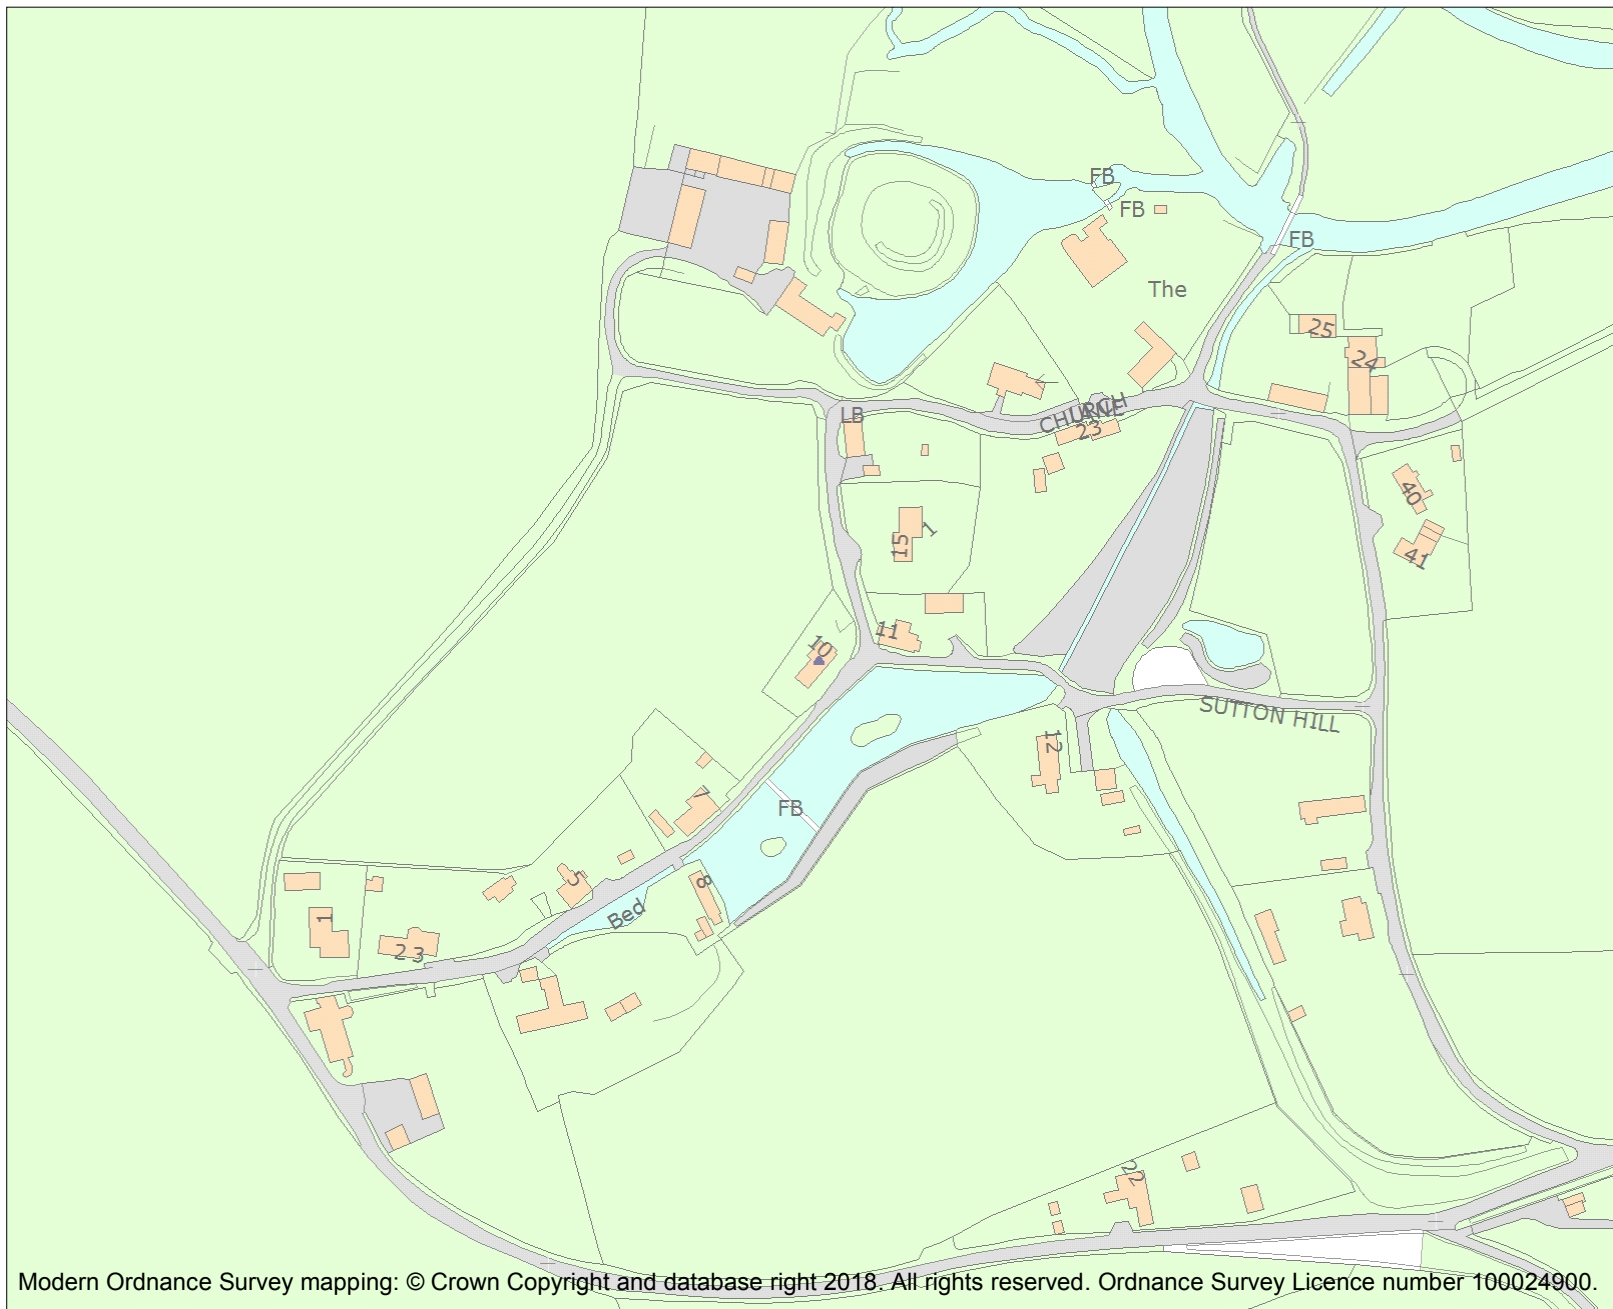 FB
FB
FB
The
25
24
LB
CHURCH
LANE
23
40
15
1
41
11
10
SUTTON HILL
12
7
FB
5
8
Bed
1
2 3
22
Modern Ordnance Survey mapping: © Crown Copyright and database right 2018. All rights reserved. Ordnance Survey Licence number 100024900.